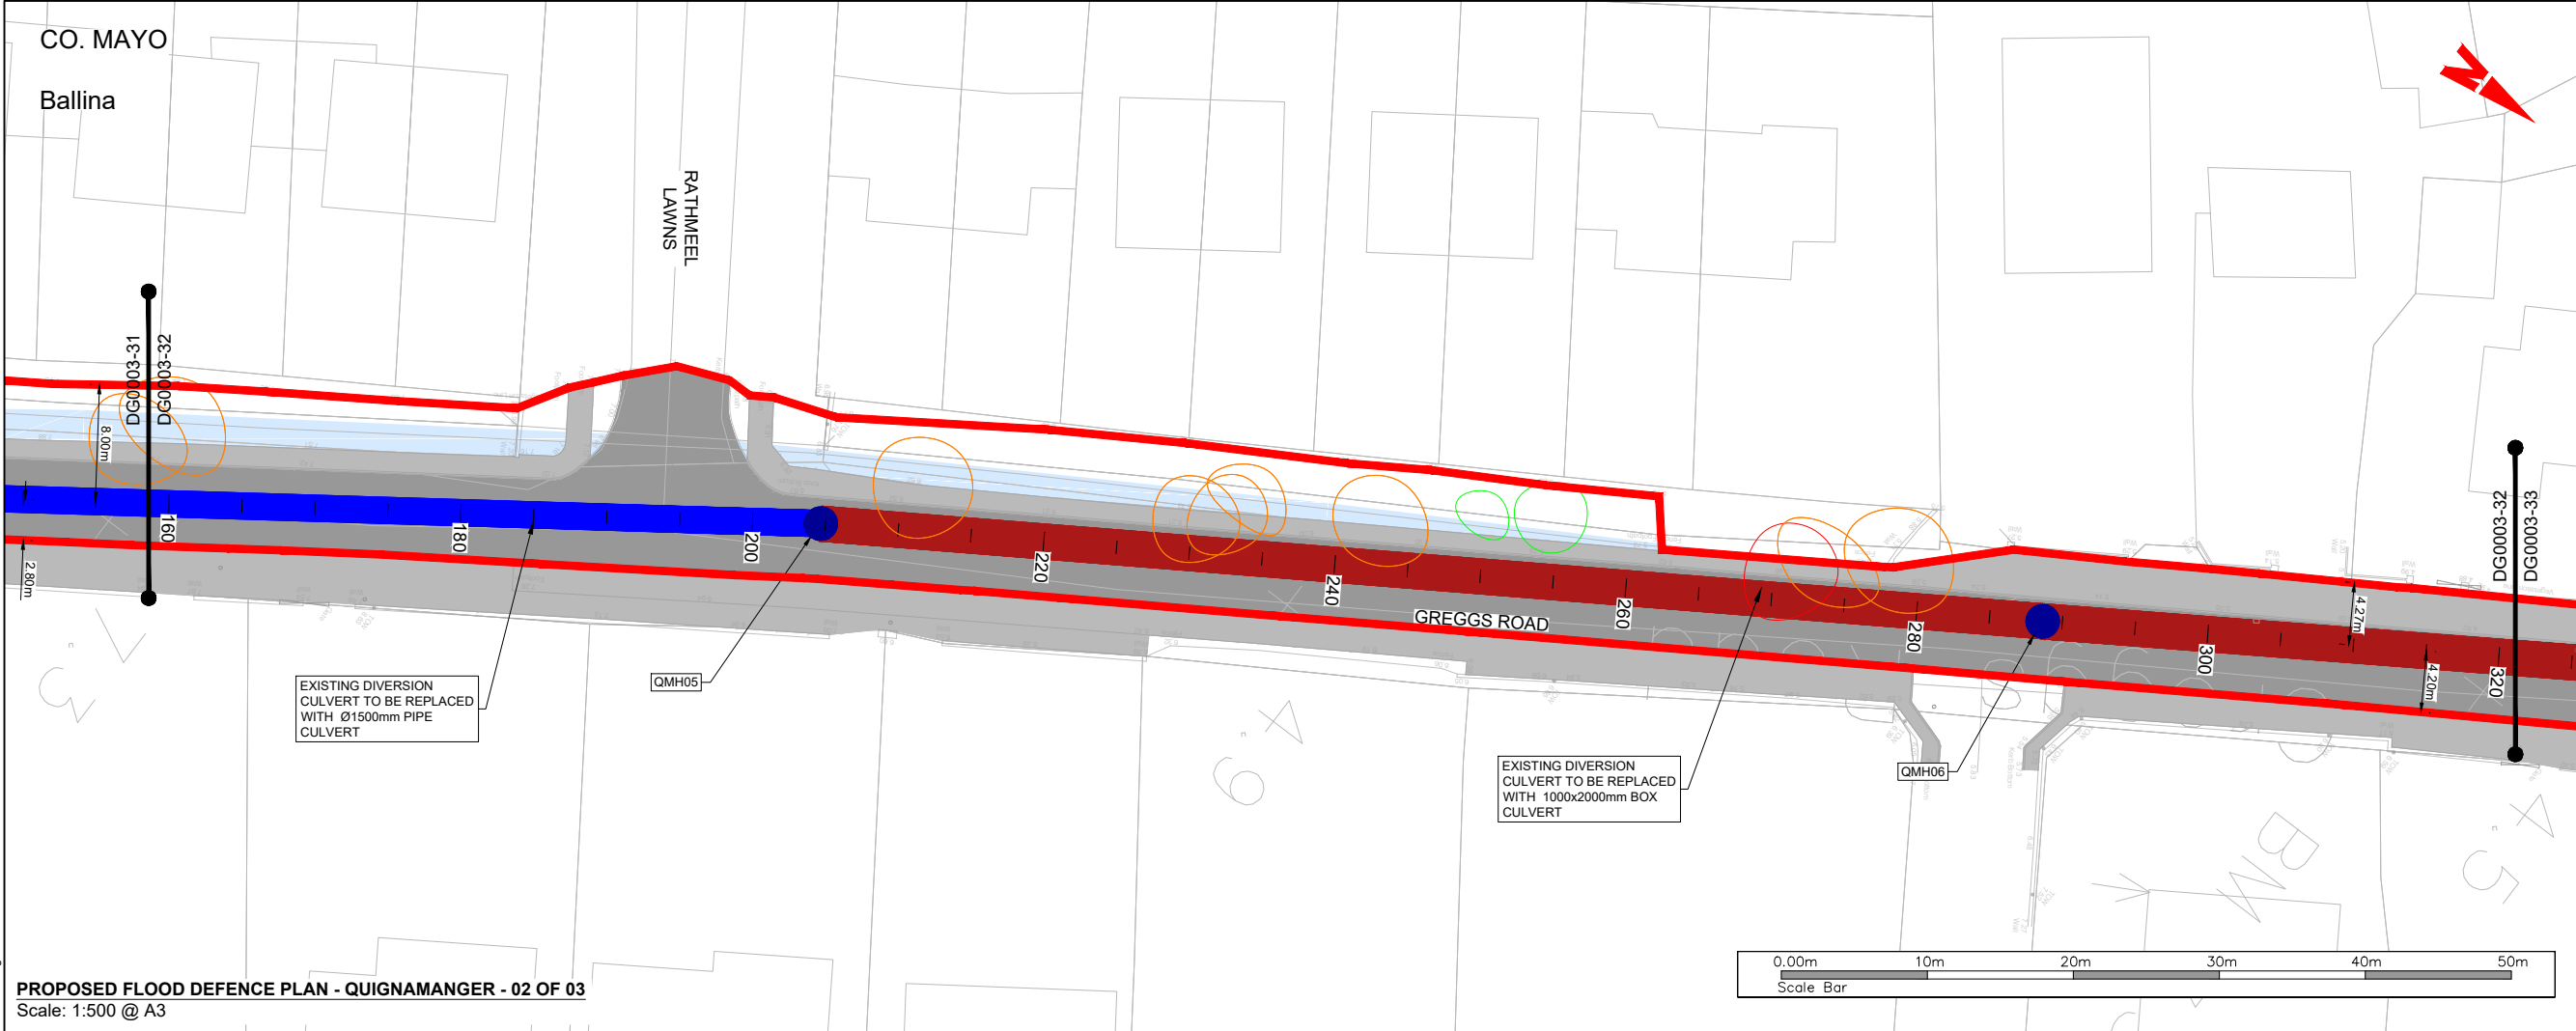 CO. MAYO
Ballina
N
RATHMEEL
LAWNS
DG0003-31
DG0003-32
8.000m
2.80m
160
180
200
220
240
260
280
300
320
GREGGS ROAD
EXISTING DIVERSION
CULVERT TO BE REPLACED
WITH Ø1500mm PIPE
CULVERT
QMH05
EXISTING DIVERSION
CULVERT TO BE REPLACED
WITH 1000x2000mm BOX
CULVERT
QMH06
4.27m
4.20m
DG0003-32
DG0003-33
BM
0.00m 10m 20m 30m 40m 50m
Scale Bar
PROPOSED FLOOD DEFENCE PLAN - QUIGNAMANGER - 02 OF 03
Scale: 1:500 @ A3